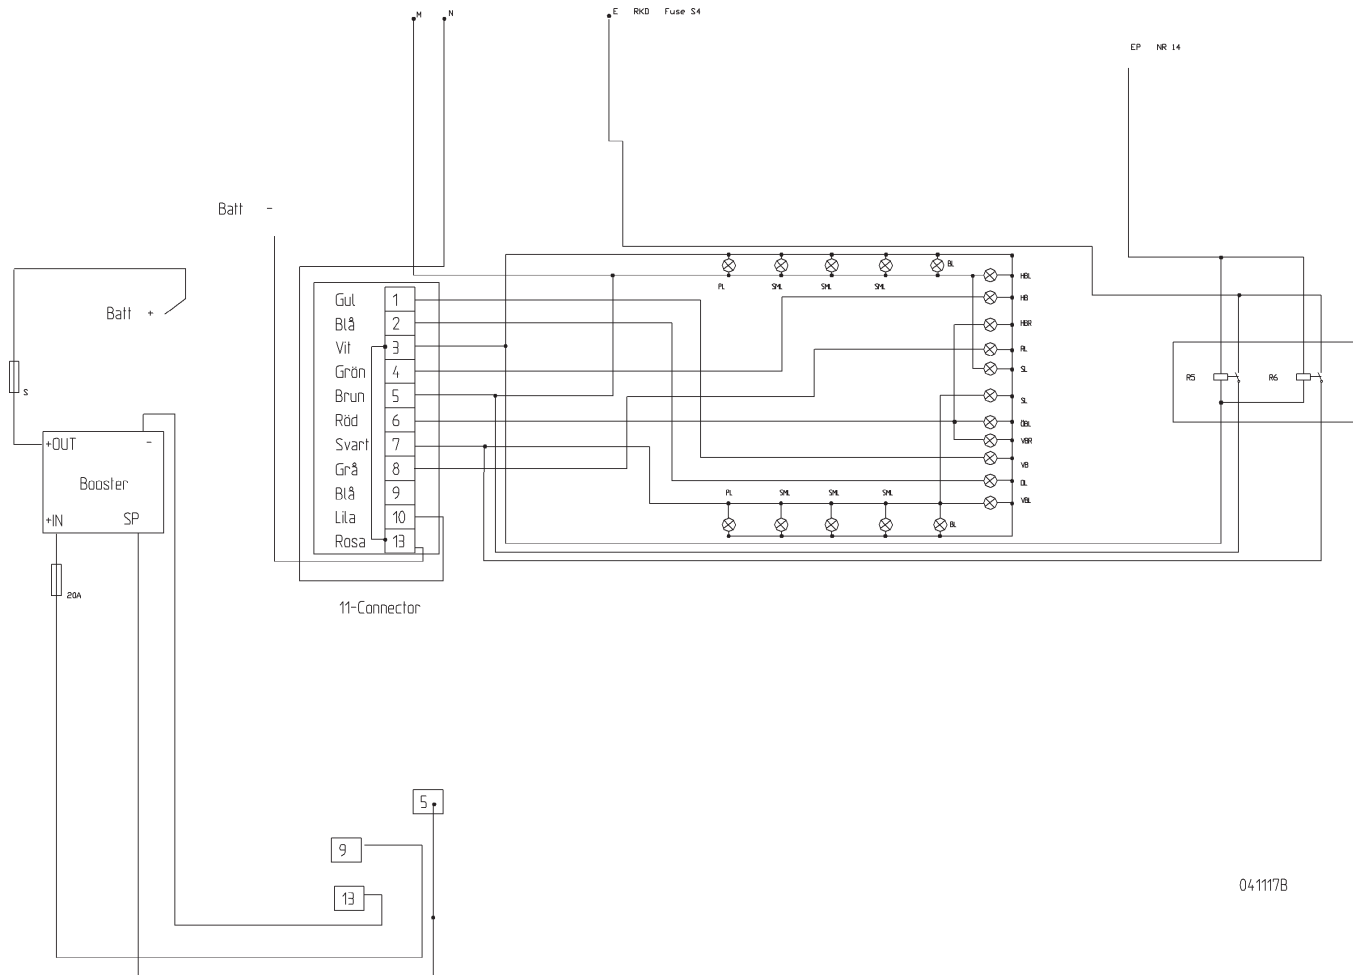 M N
E RKD Fuse S4
EP NR 14
Batt -
Batt +
S
+OUT -
Booster
+IN SP
20A
Gul 1
Blå 2
Vit 3
Grön 4
Brun 5
Röd 6
Svart 7
Grå 8
Blå 9
Lila 10
Rosa 13
11-Connector
BL
PL SML SML SML
HBL
HB
HBR
RL
SL
SL
ÖBL
VBR
VB
DL
VBL
PL SML SML SML
BL
R5 R6
5
9
13
041117B